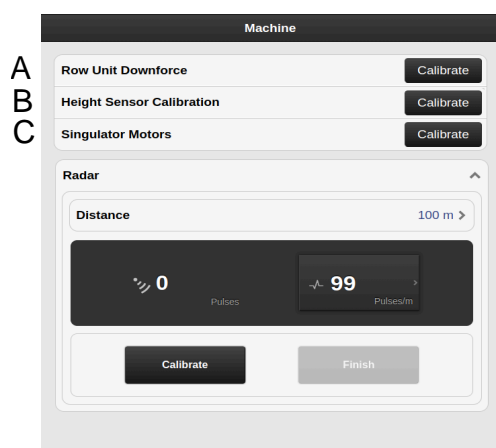 Machine
A Row Unit Downforce Calibrate
B Height Sensor Calibration Calibrate
C Singulator Motors Calibrate
Radar
Distance 100 m
0 Pulses 99 Pulses/m
Calibrate Finish